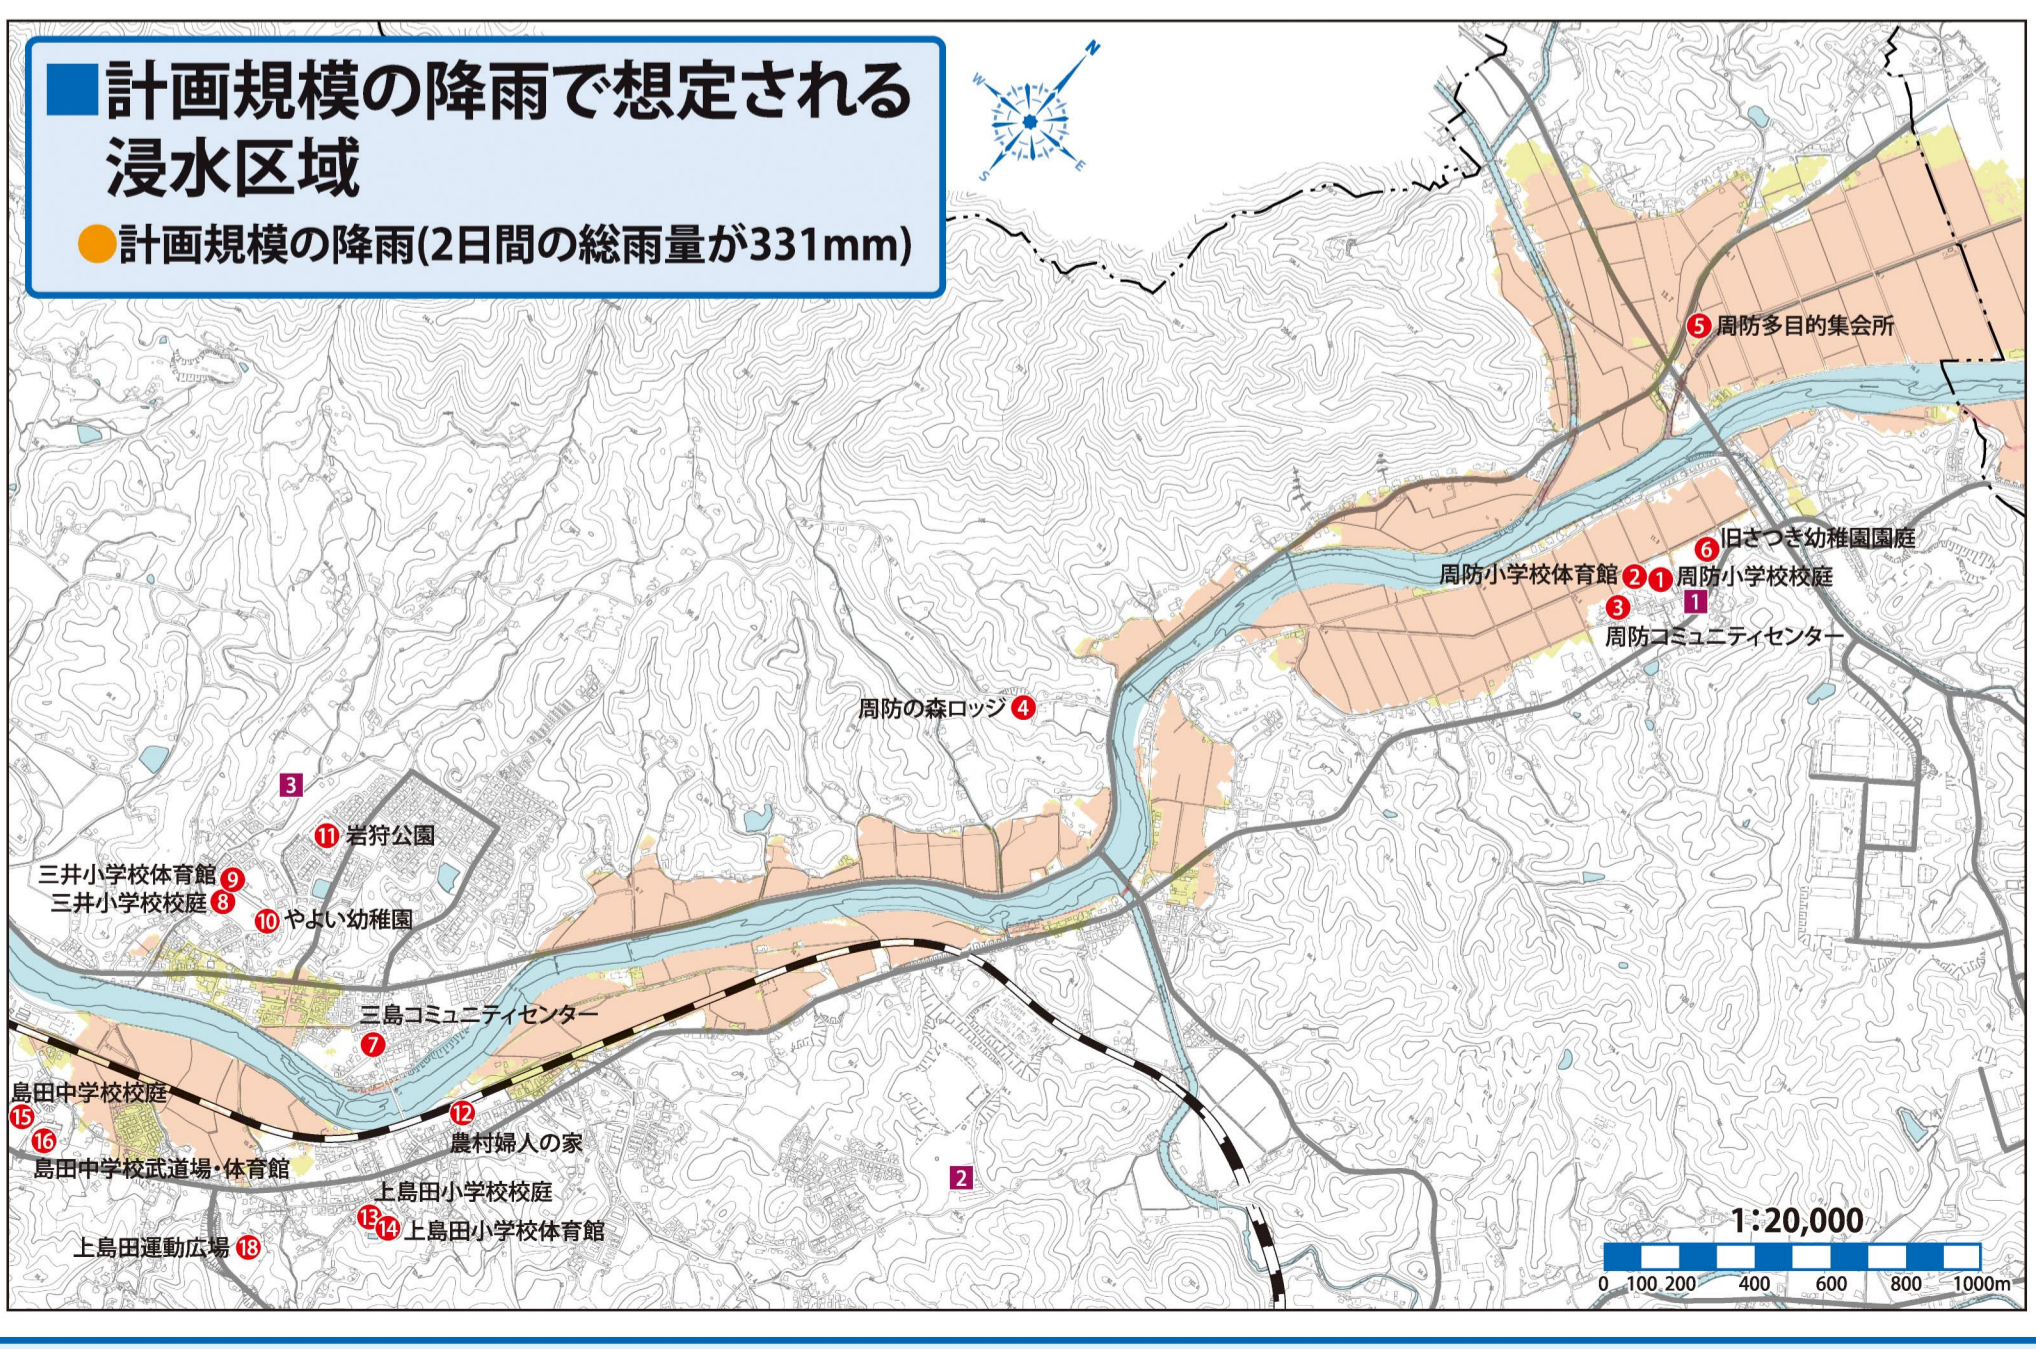 ■計画規模の降雨で想定される
浸水区域
●計画規模の降雨(2日間の総雨量が331mm)
N
W
E
S
5 周防多目的集会所
6 旧さつき幼稚園園庭
周防小学校体育館 2 1 周防小学校校庭
1
3
周防コミュニティセンター
周防の森ロッジ 4
3
11 岩狩公園
三井小学校体育館 9
三井小学校校庭 8
10 やよい幼稚園
三島コミュニティセンター
7
島田中学校校庭
15
16
島田中学校武道場・体育館
12
農村婦人の家
2
上島田小学校校庭
13
14 上島田小学校体育館
上島田運動広場 18
1:20,000
0 100 200 400 600 800 1000m